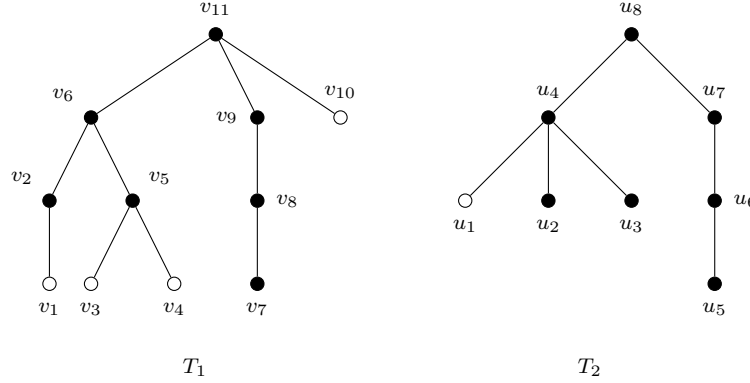 v₁₁ u₈
v₆ v₁₀ u₄ u₇
v₉
v₂ v₅ v₈ u₆
u₁ u₂ u₃
v₁ v₃ v₄ v₇ u₅
T₁ T₂